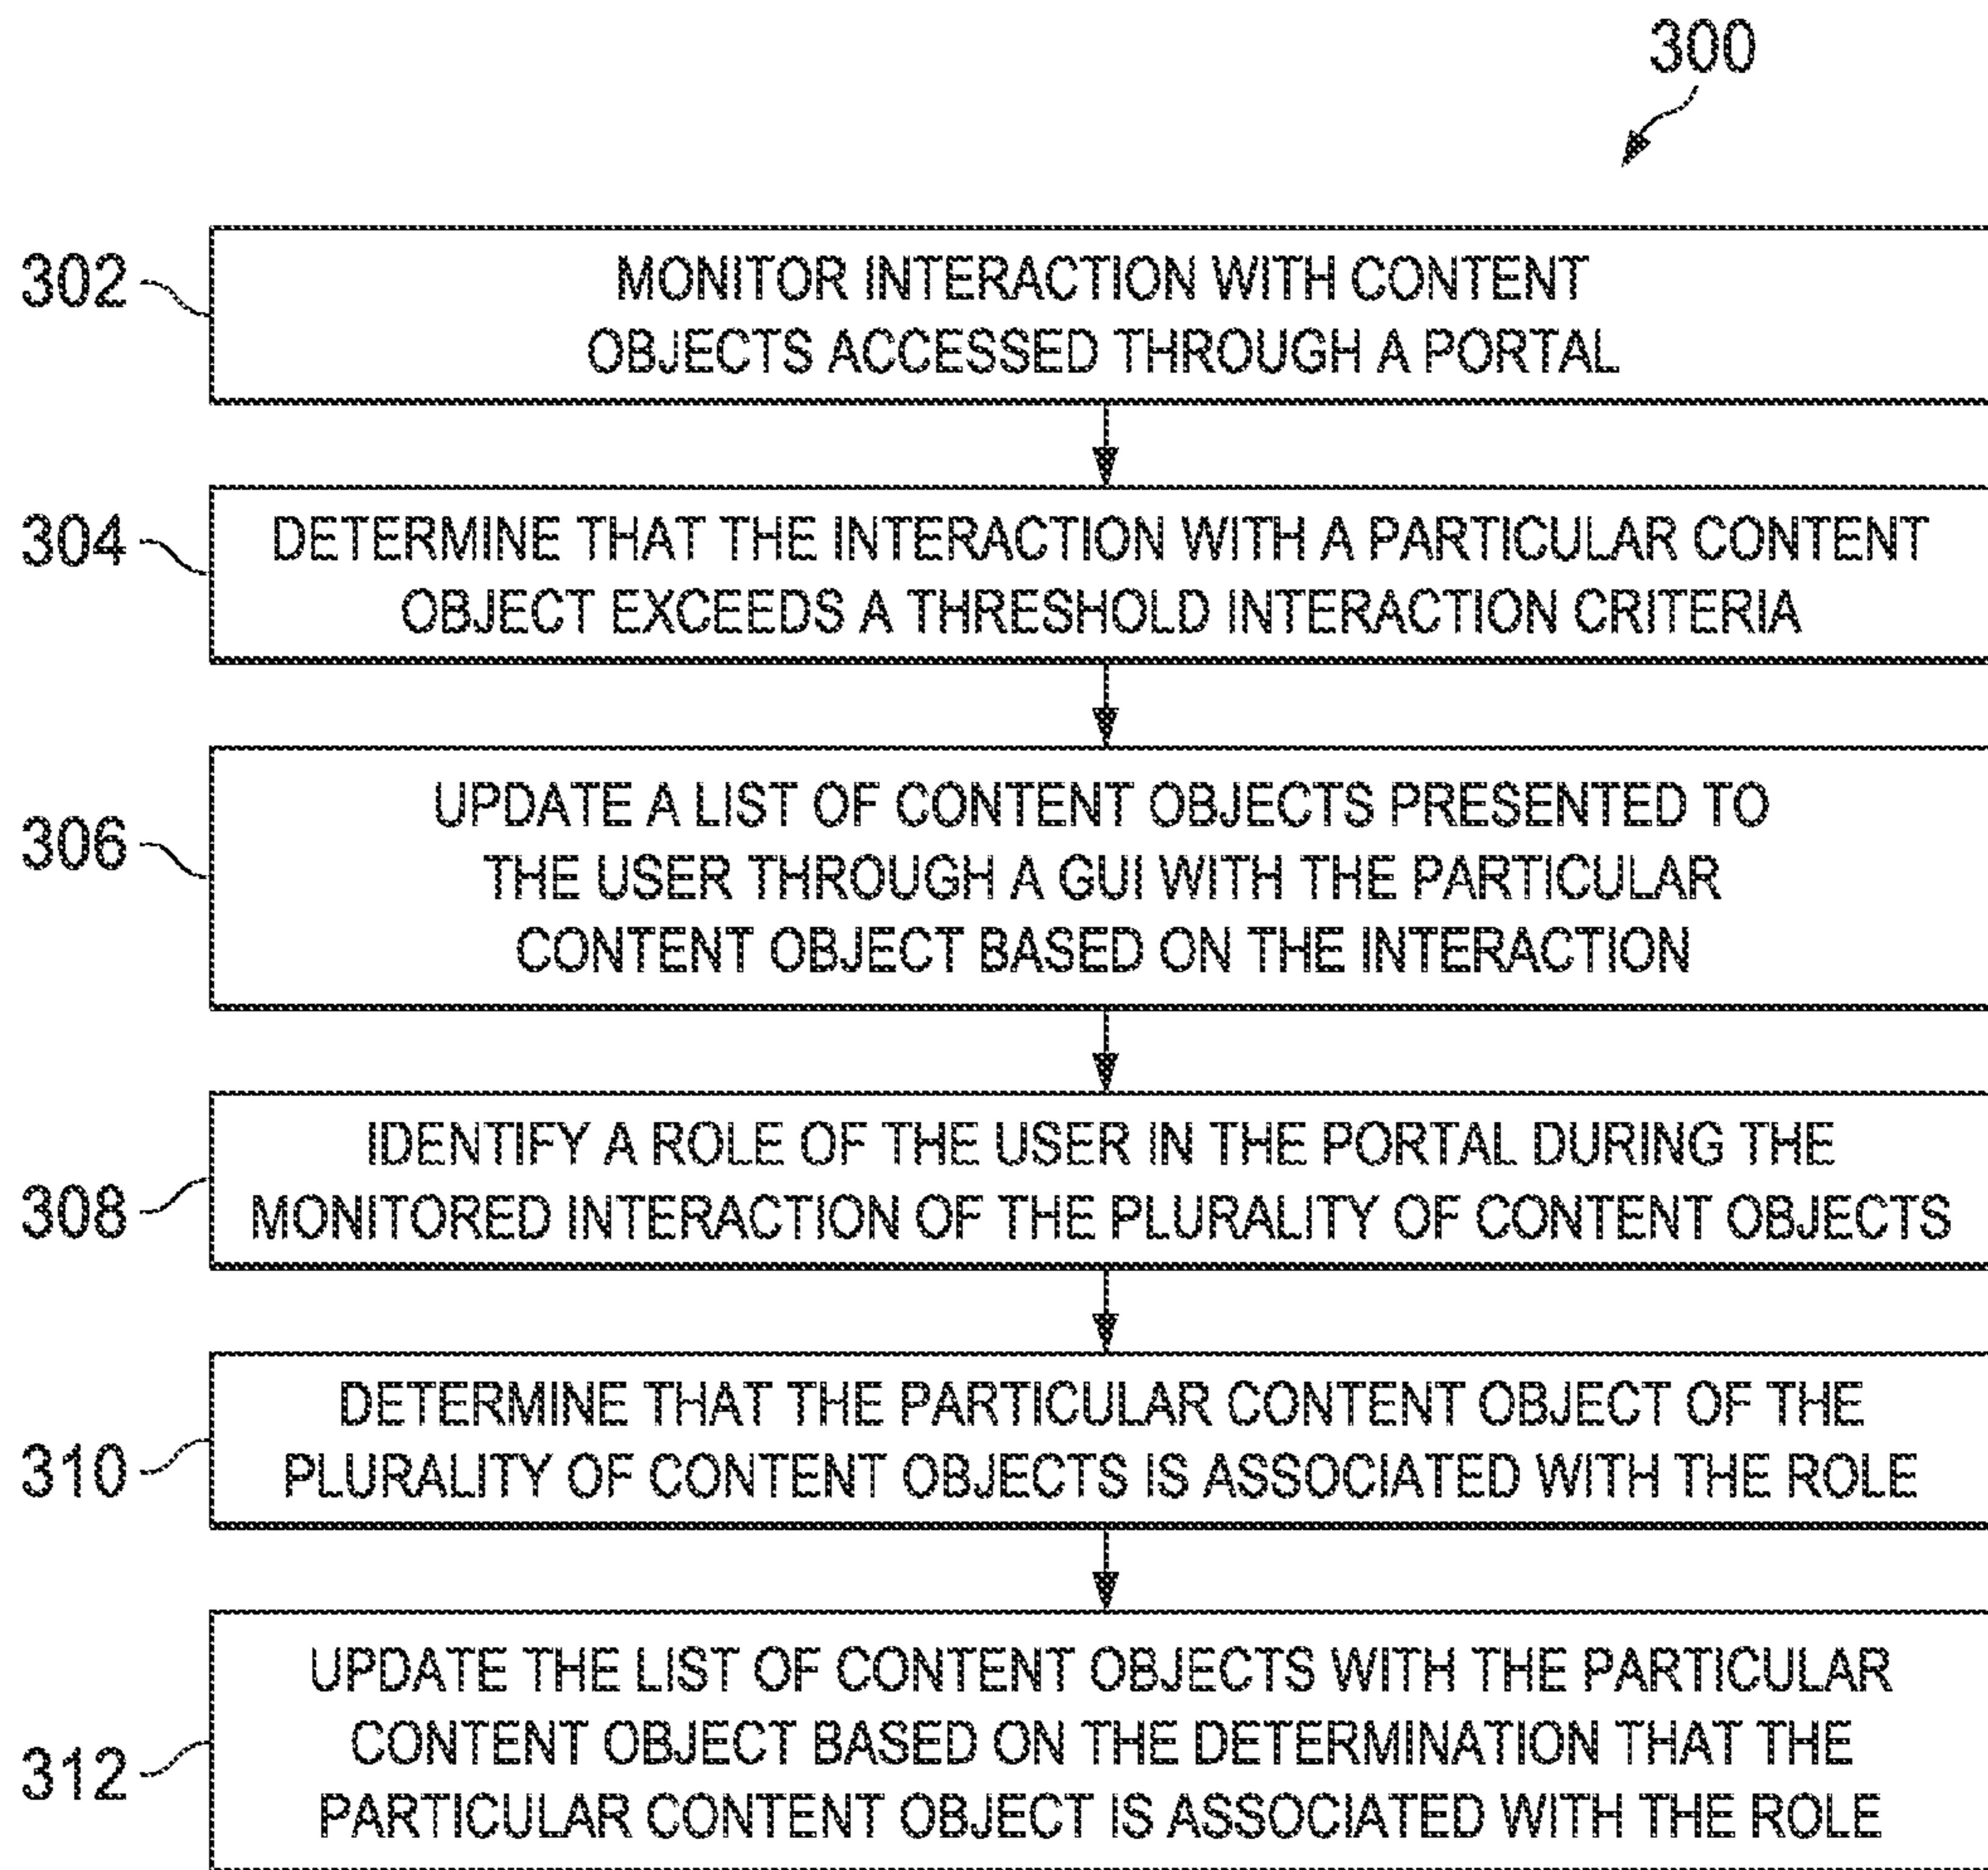 300
302
MONITOR INTERACTION WITH CONTENT
OBJECTS ACCESSED THROUGH A PORTAL
304
DETERMINE THAT THE INTERACTION WITH A PARTICULAR CONTENT
OBJECT EXCEEDS A THRESHOLD INTERACTION CRITERIA
306
UPDATE A LIST OF CONTENT OBJECTS PRESENTED TO
THE USER THROUGH A GUI WITH THE PARTICULAR
CONTENT OBJECT BASED ON THE INTERACTION
308
IDENTIFY A ROLE OF THE USER IN THE PORTAL DURING THE
MONITORED INTERACTION OF THE PLURALITY OF CONTENT OBJECTS
310
DETERMINE THAT THE PARTICULAR CONTENT OBJECT OF THE
PLURALITY OF CONTENT OBJECTS IS ASSOCIATED WITH THE ROLE
312
UPDATE THE LIST OF CONTENT OBJECTS WITH THE PARTICULAR
CONTENT OBJECT BASED ON THE DETERMINATION THAT THE
PARTICULAR CONTENT OBJECT IS ASSOCIATED WITH THE ROLE